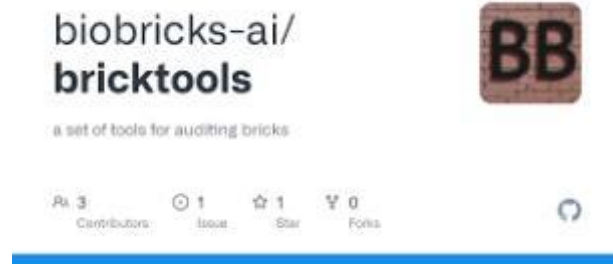 biobricks-ai/
bricktools
BB
a set of tools for auditing bricks
3
Contributors
1
Issue
1
Star
0
Forks